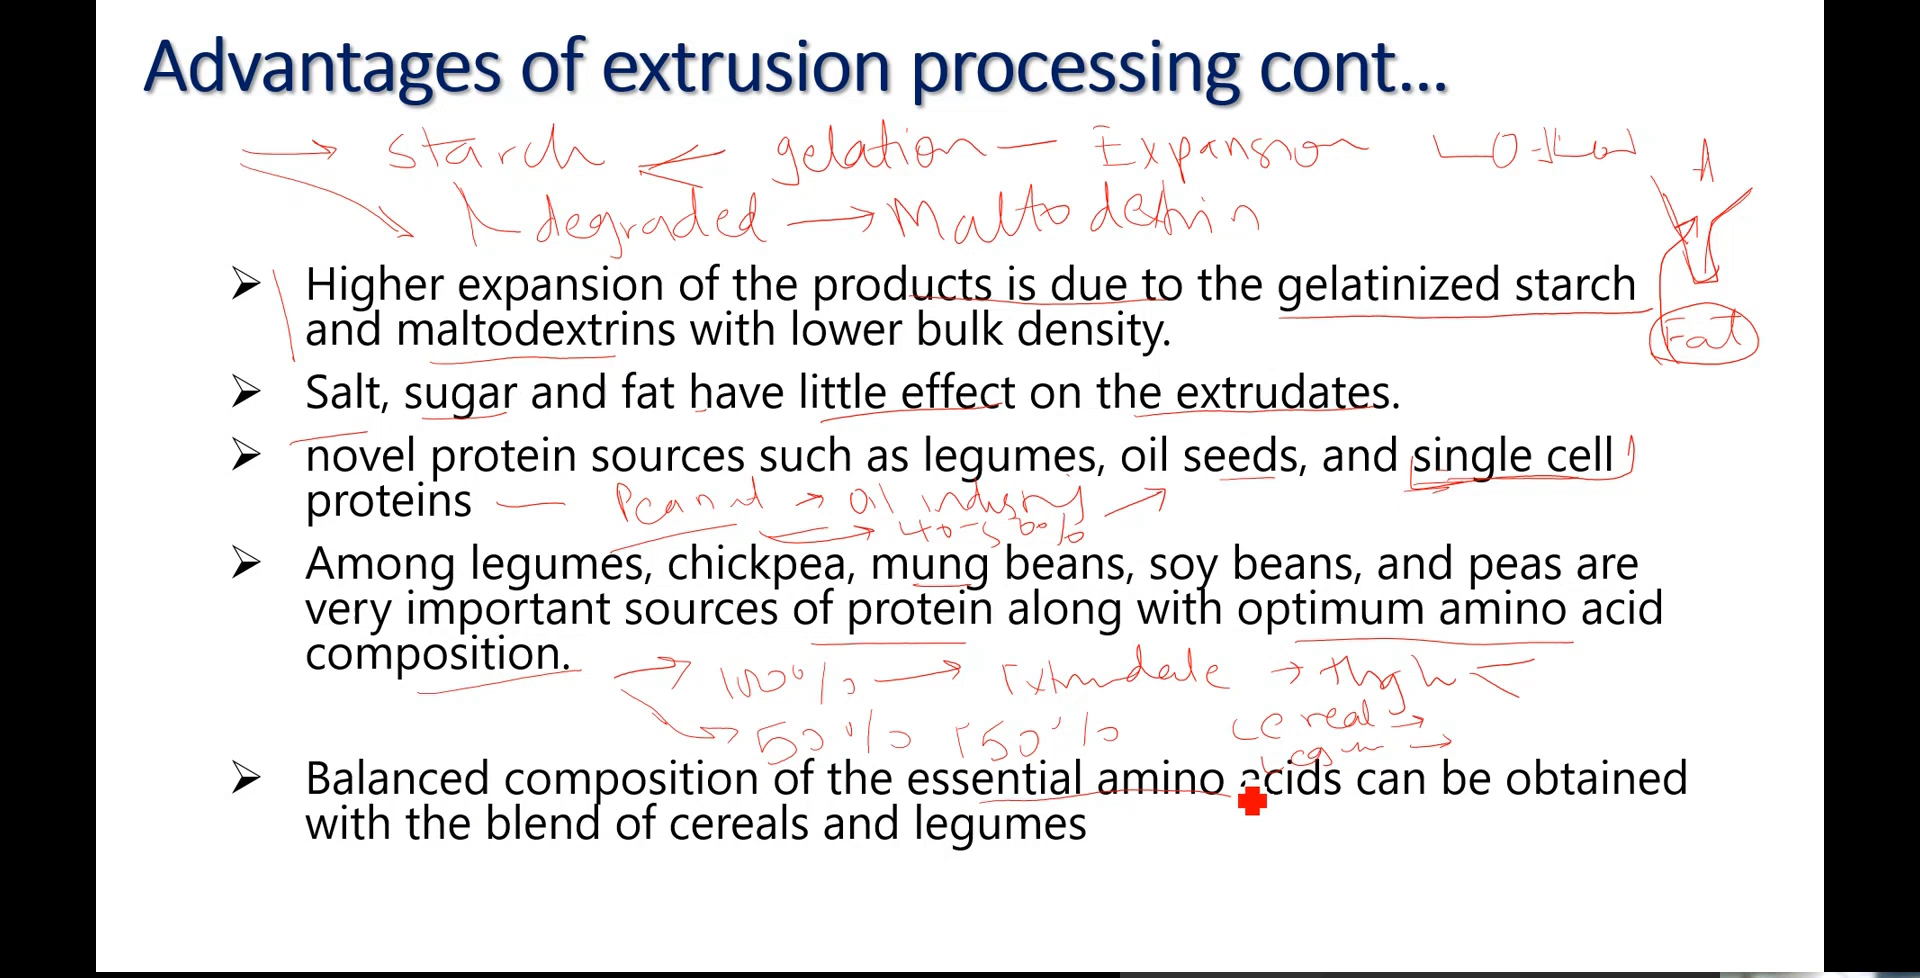 Advantages of extrusion processing cont...
→ starch < gelation — Expansion
degraded → Maltodextrin
A
➤ Higher expansion of the products is due to the gelatinized starch
and maltodextrins with lower bulk density.
Fat
➤ Salt, sugar and fat have little effect on the extrudates.
➤ novel protein sources such as legumes, oil seeds, and single cell
proteins — Peanut → oil industry
→ 40-50%
➤ Among legumes, chickpea, mung beans, soy beans, and peas are
very important sources of protein along with optimum amino acid
composition.
→ 100% → Extrudate →
→ 50% 50%
cereal →
➤ Balanced composition of the essential amino acids can be obtained
with the blend of cereals and legumes